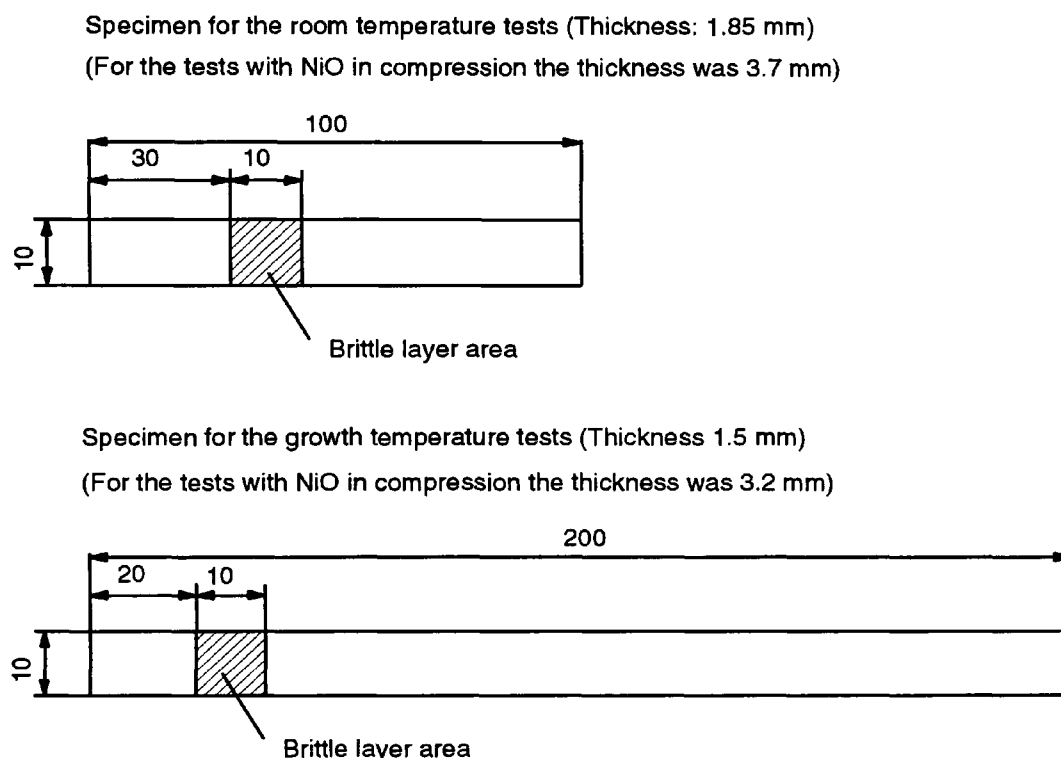 Specimen for the room temperature tests (Thickness: 1.85 mm)
(For the tests with NiO in compression the thickness was 3.7 mm)
100
30
10
10
Brittle layer area
Specimen for the growth temperature tests (Thickness 1.5 mm)
(For the tests with NiO in compression the thickness was 3.2 mm)
200
20
10
10
Brittle layer area